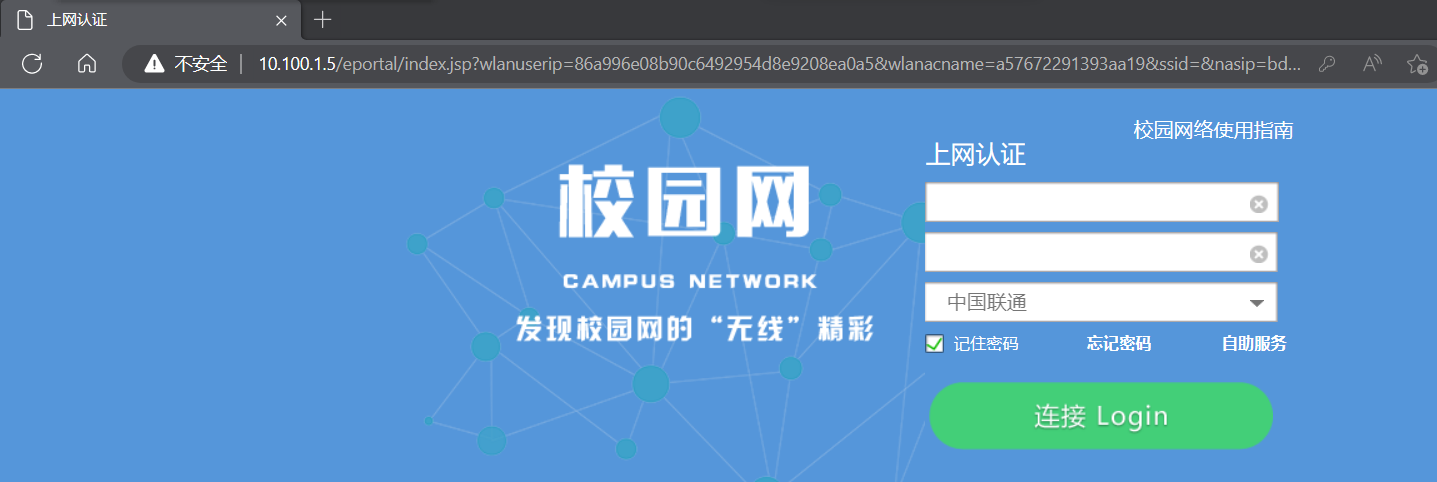 上网认证
不安全 10.100.1.5/eportal/index.jsp?wlanuserip=86a996e08b90c6492954d8e9208ea0a5&wlanacname=a57672291393aa19&ssid=&nasip=bd...
校园网络使用指南
校园网
CAMPUS NETWORK
发现校园网的“无线”精彩
上网认证
中国联通
记住密码 忘记密码 自助服务
连接 Login